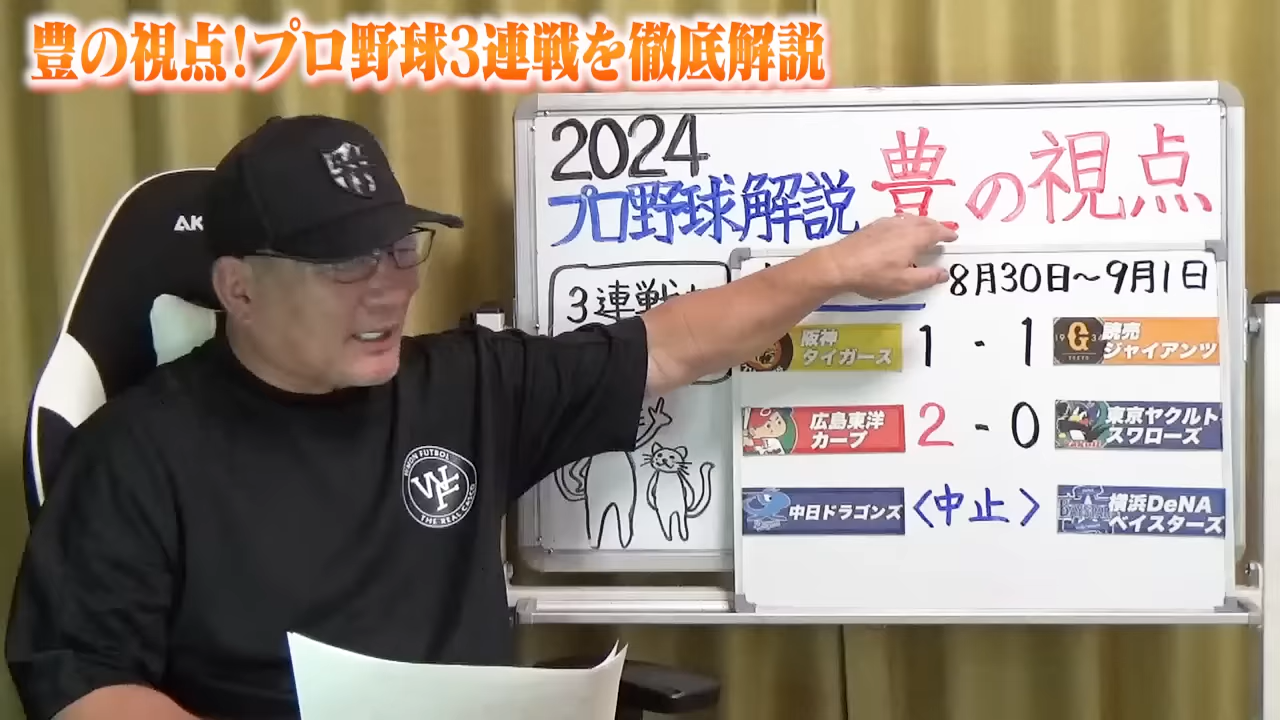 豊の視点!プロ野球3連戦を徹底解説
2024
プロ野球解説
豊の視点
3連戦
8月30日~9月1日
阪神
タイガース
1 - 1
読売
ジャイアンツ
広島東洋
カープ
2 - 0
東京ヤクルト
スワローズ
中日ドラゴンズ
<中止>
横浜DeNA
ベイスターズ
AK
WF
THE REAL CASCO